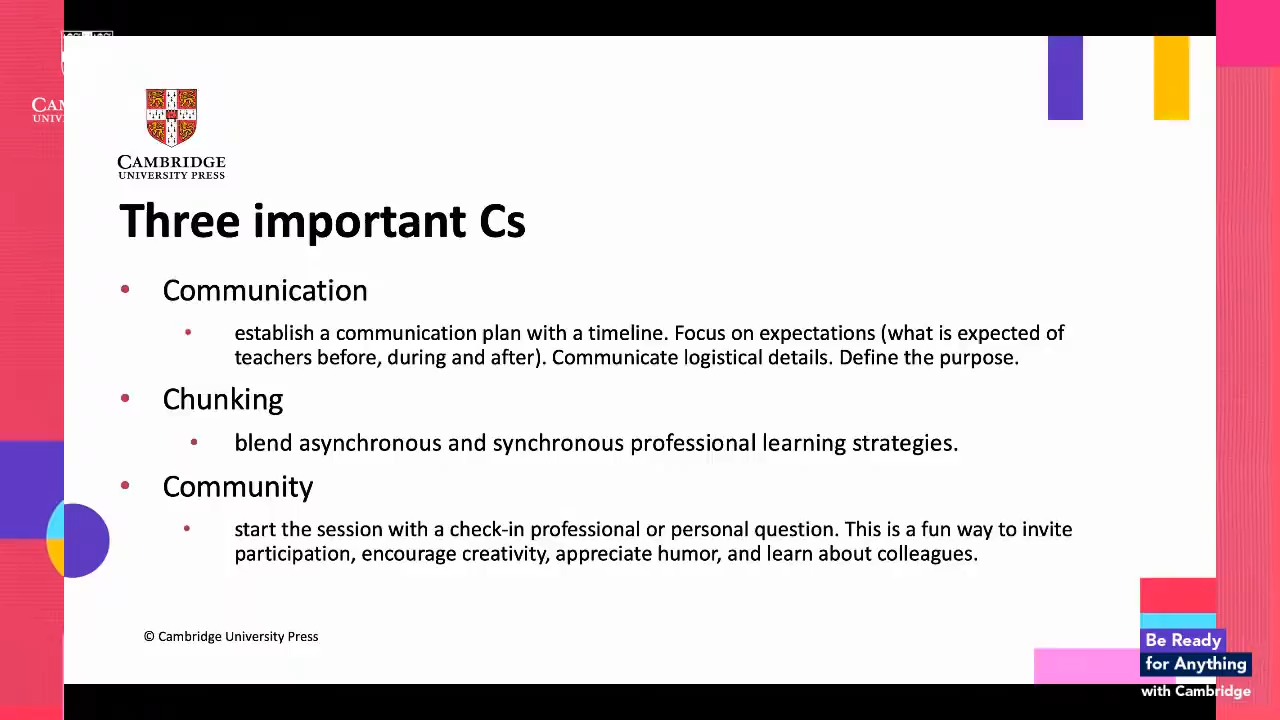 CAM
UNIV
CAMBRIDGE
UNIVERSITY PRESS
Three important Cs
• Communication
• establish a communication plan with a timeline. Focus on expectations (what is expected of
teachers before, during and after). Communicate logistical details. Define the purpose.
• Chunking
• blend asynchronous and synchronous professional learning strategies.
• Community
• start the session with a check-in professional or personal question. This is a fun way to invite
participation, encourage creativity, appreciate humor, and learn about colleagues.
© Cambridge University Press
Be Ready
for Anything
with Cambridge